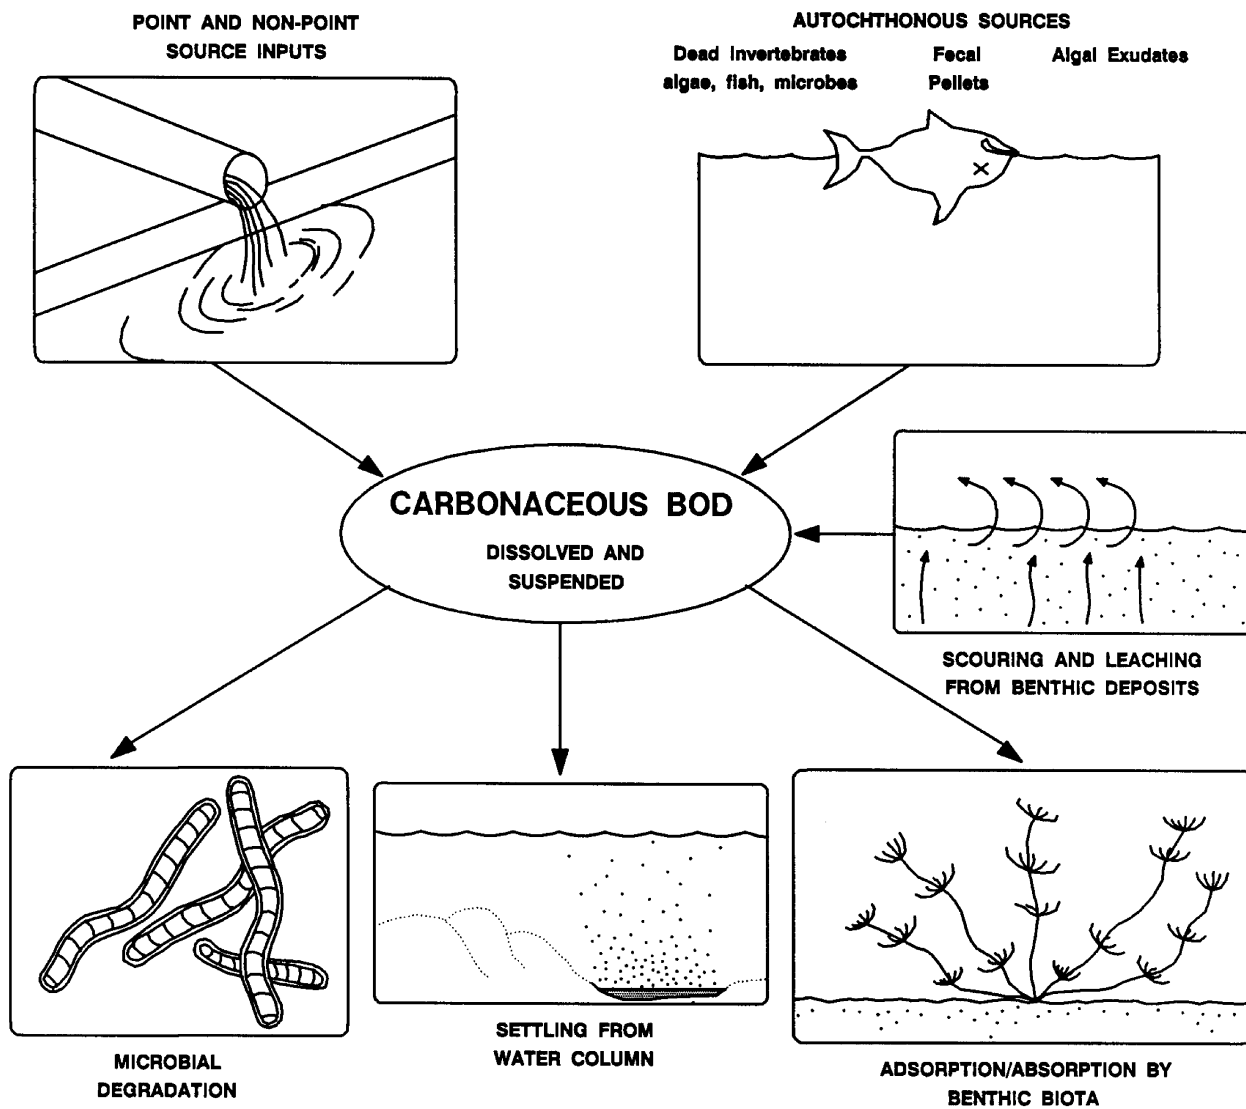 POINT AND NON-POINT
SOURCE INPUTS
AUTOCHTHONOUS SOURCES
Dead Invertebrates
algae, fish, microbes
Fecal
Pellets
Algal Exudates
CARBONACEOUS BOD
DISSOLVED AND
SUSPENDED
SCOURING AND LEACHING
FROM BENTHIC DEPOSITS
MICROBIAL
DEGRADATION
SETTLING FROM
WATER COLUMN
ADSORPTION/ABSORPTION BY
BENTHIC BIOTA